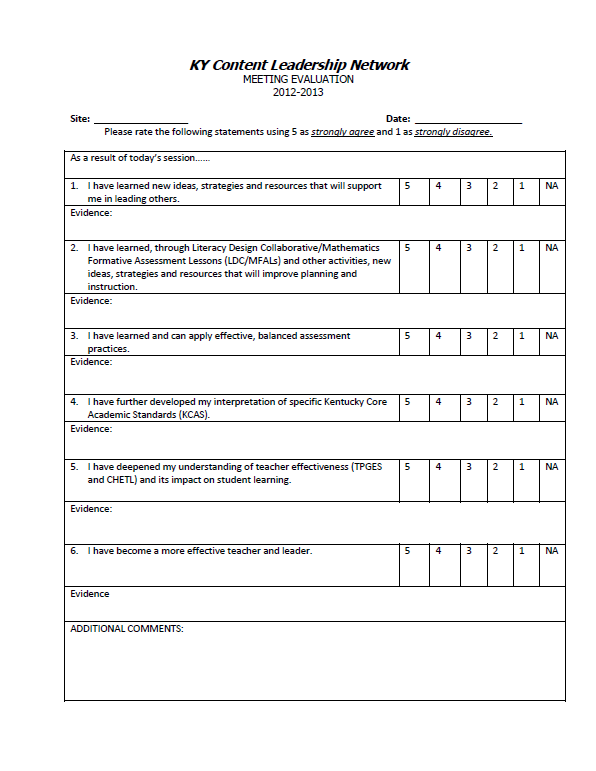 KY Content Leadership Network
MEETING EVALUATION
2012-2013
Site: __________________ Date: ____________________
Please rate the following statements using 5 as strongly agree and 1 as strongly disagree.
As a result of today's session......
1. I have learned new ideas, strategies and resources that will support 5 4 3 2 1 NA
me in leading others.
Evidence:
2. I have learned, through Literacy Design Collaborative/Mathematics 5 4 3 2 1 NA
Formative Assessment Lessons (LDC/MFALs) and other activities, new
ideas, strategies and resources that will improve planning and
instruction.
Evidence:
3. I have learned and can apply effective, balanced assessment 5 4 3 2 1 NA
practices.
Evidence:
4. I have further developed my interpretation of specific Kentucky Core 5 4 3 2 1 NA
Academic Standards (KCAS).
Evidence:
5. I have deepened my understanding of teacher effectiveness (TPGES 5 4 3 2 1 NA
and CHETL) and its impact on student learning.
Evidence:
6. I have become a more effective teacher and leader. 5 4 3 2 1 NA
Evidence
ADDITIONAL COMMENTS: